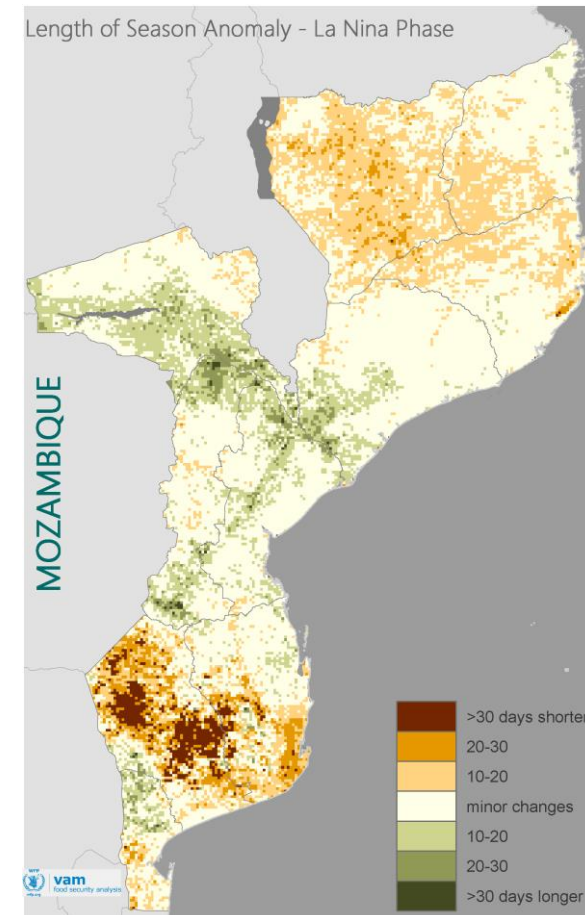 Length of Season Anomaly - La Nina Phase
MOZAMBIQUE
>30 days shorter
20-30
10-20
minor changes
10-20
20-30
>30 days longer
vam
food security analysis